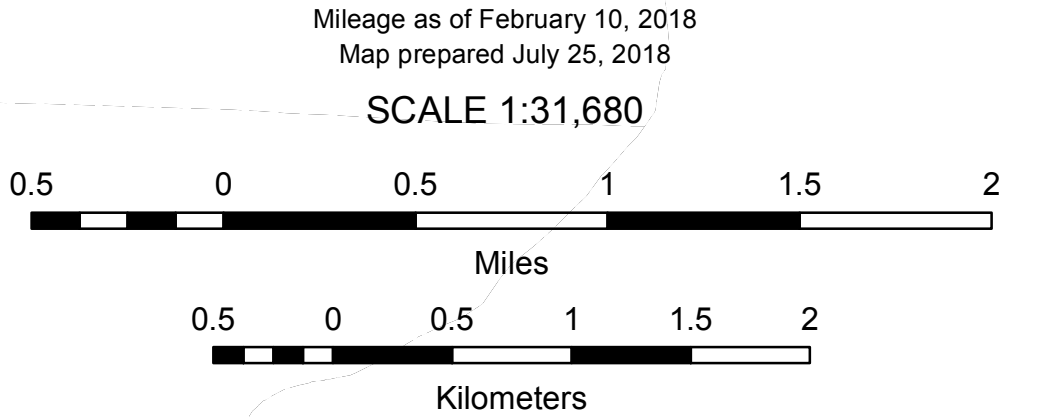 Mileage as of February 10, 2018
Map prepared July 25, 2018
SCALE 1:31,680
0.5 0 0.5 1 1.5 2
Miles
0.5 0 0.5 1 1.5 2
Kilometers